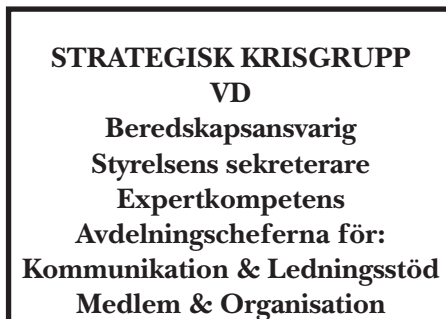 STRATEGISK KRISGRUPP
VD
Beredskapsansvarig
Styrelsens sekreterare
Expertkompetens
Avdelningscheferna för:
Kommunikation & Ledningsstöd
Medlem & Organisation